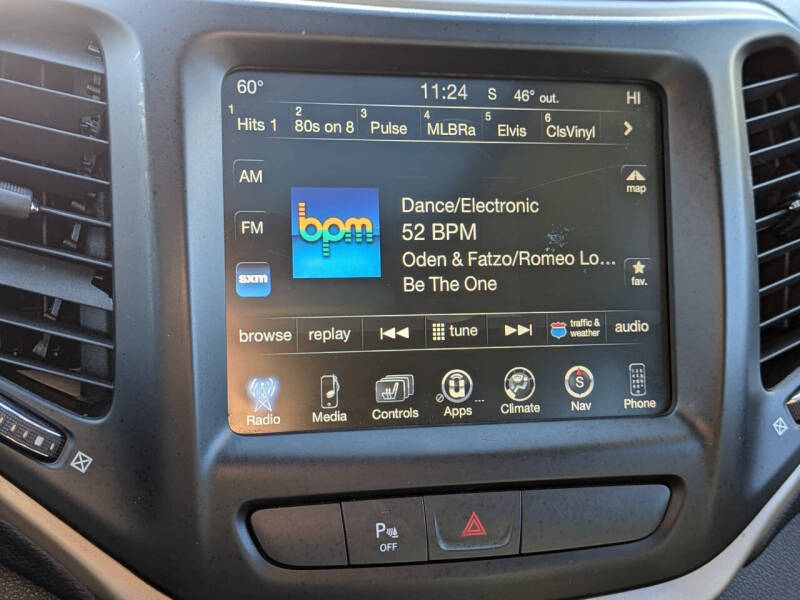 60° 11:24 S 46° out. HI
1 Hits 1 2 80s on 8 3 Pulse 4 MLBRa 5 Elvis 6 ClsVinyl >
AM
FM
sxm
bpm
Dance/Electronic
52 BPM
Oden & Fatzo/Romeo Lo...
Be The One
map
fav.
browse replay tune traffic & weather audio
Radio Media Controls Apps ... Climate Nav Phone
S
P OFF